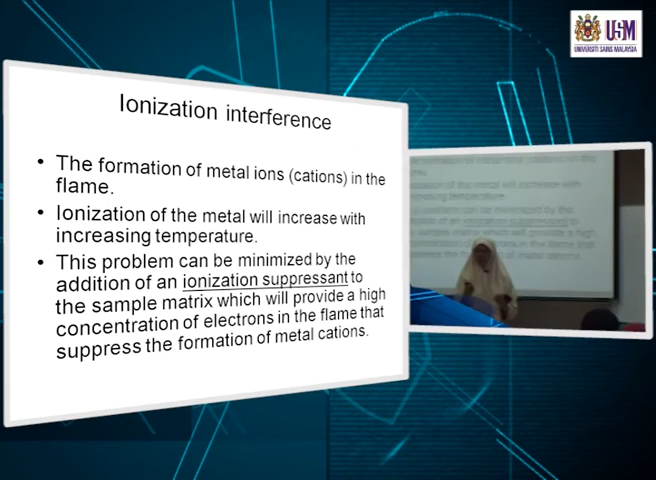 USM
UNIVERSITI SAINS MALAYSIA
Ionization interference
• The formation of metal ions (cations) in the
flame.
• Ionization of the metal will increase with
increasing temperature.
• This problem can be minimized by the
addition of an ionization suppressant to
the sample matrix which will provide a high
concentration of electrons in the flame that
suppress the formation of metal cations.